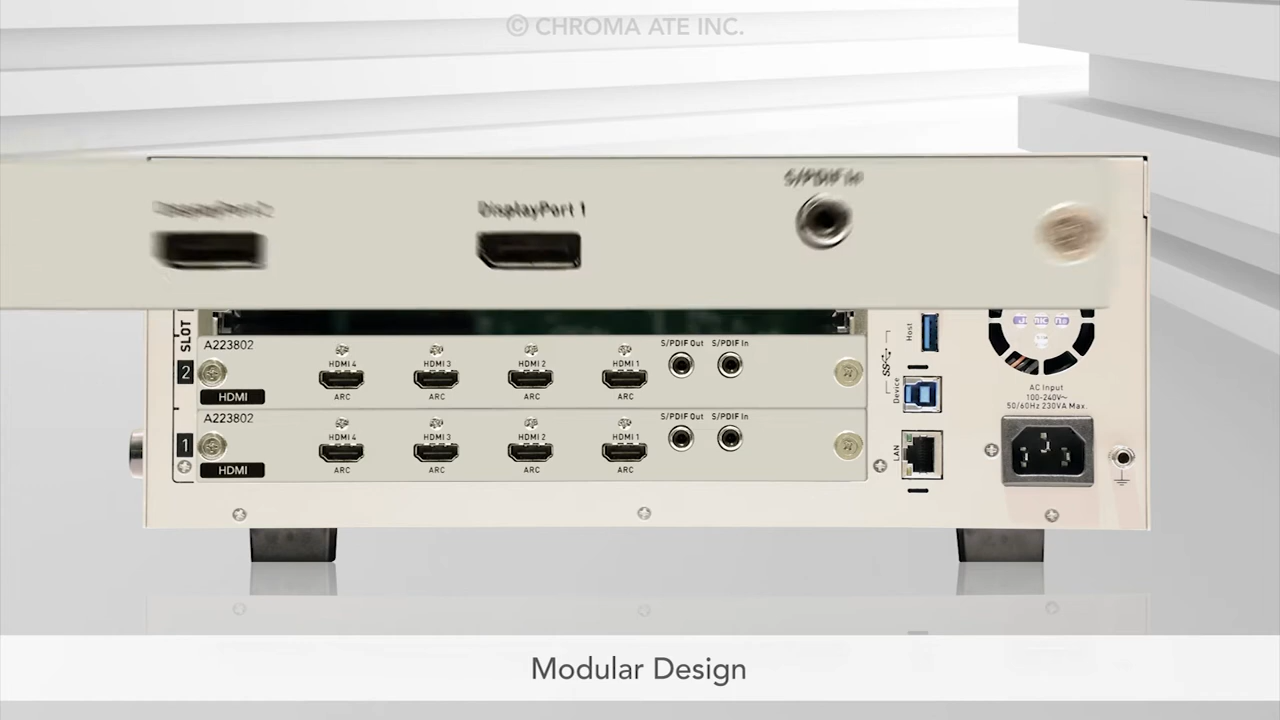 © CHROMA ATE INC.
DisplayPort 2
DisplayPort 1
S/PDIF In
SLOT
2
A223802
HDMI
HDMI 4
HDMI 3
HDMI 2
HDMI 1
ARC
ARC
ARC
ARC
S/PDIF Out
S/PDIF In
1
A223802
HDMI
HDMI 4
HDMI 3
HDMI 2
HDMI 1
ARC
ARC
ARC
ARC
S/PDIF Out
S/PDIF In
Host
SS
Device
LAN
AC Input
100-240V~
50/60Hz 230VA Max.
Modular Design